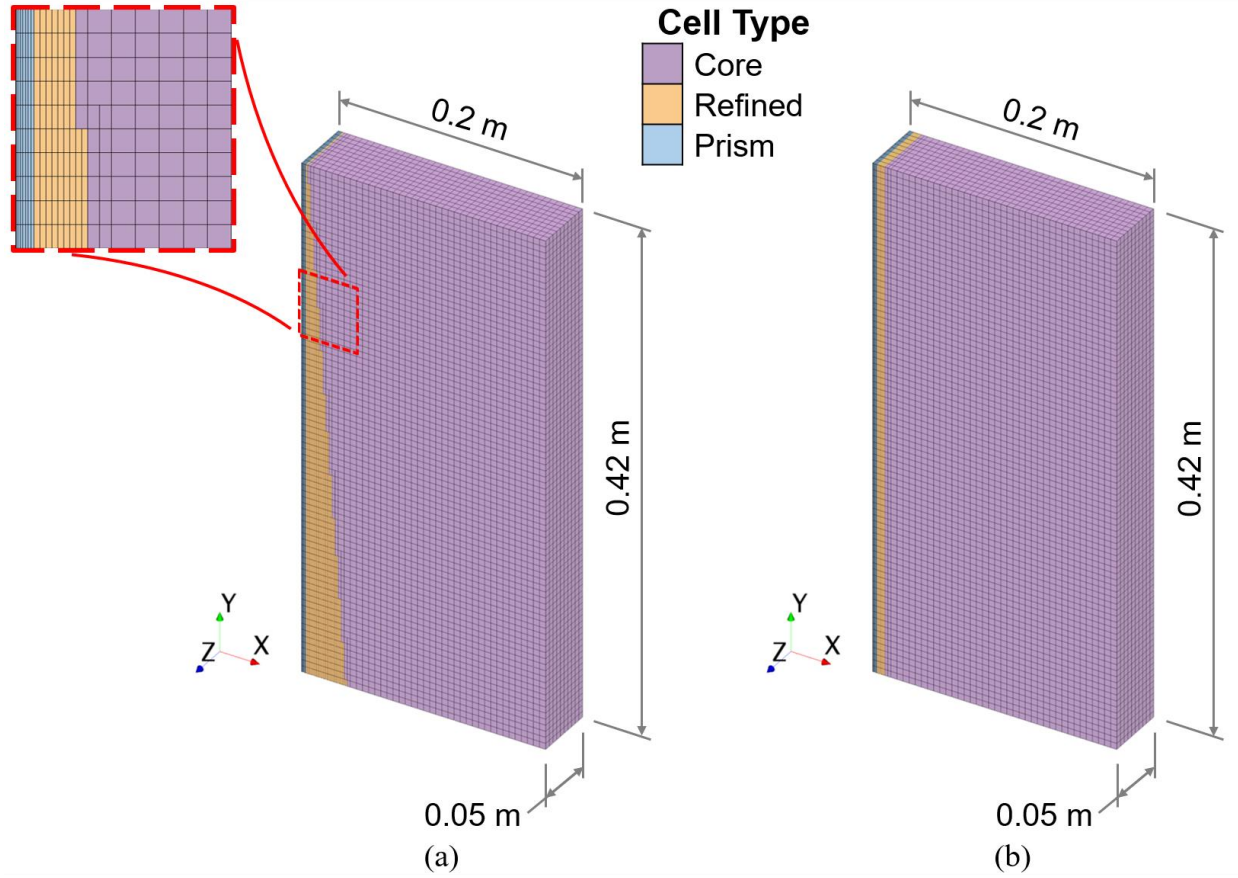 Cell Type
Core
Refined
Prism
0.2 m
0.2 m
0.42 m
0.42 m
Y
Z
X
Y
Z
X
0.05 m
0.05 m
(a)
(b)